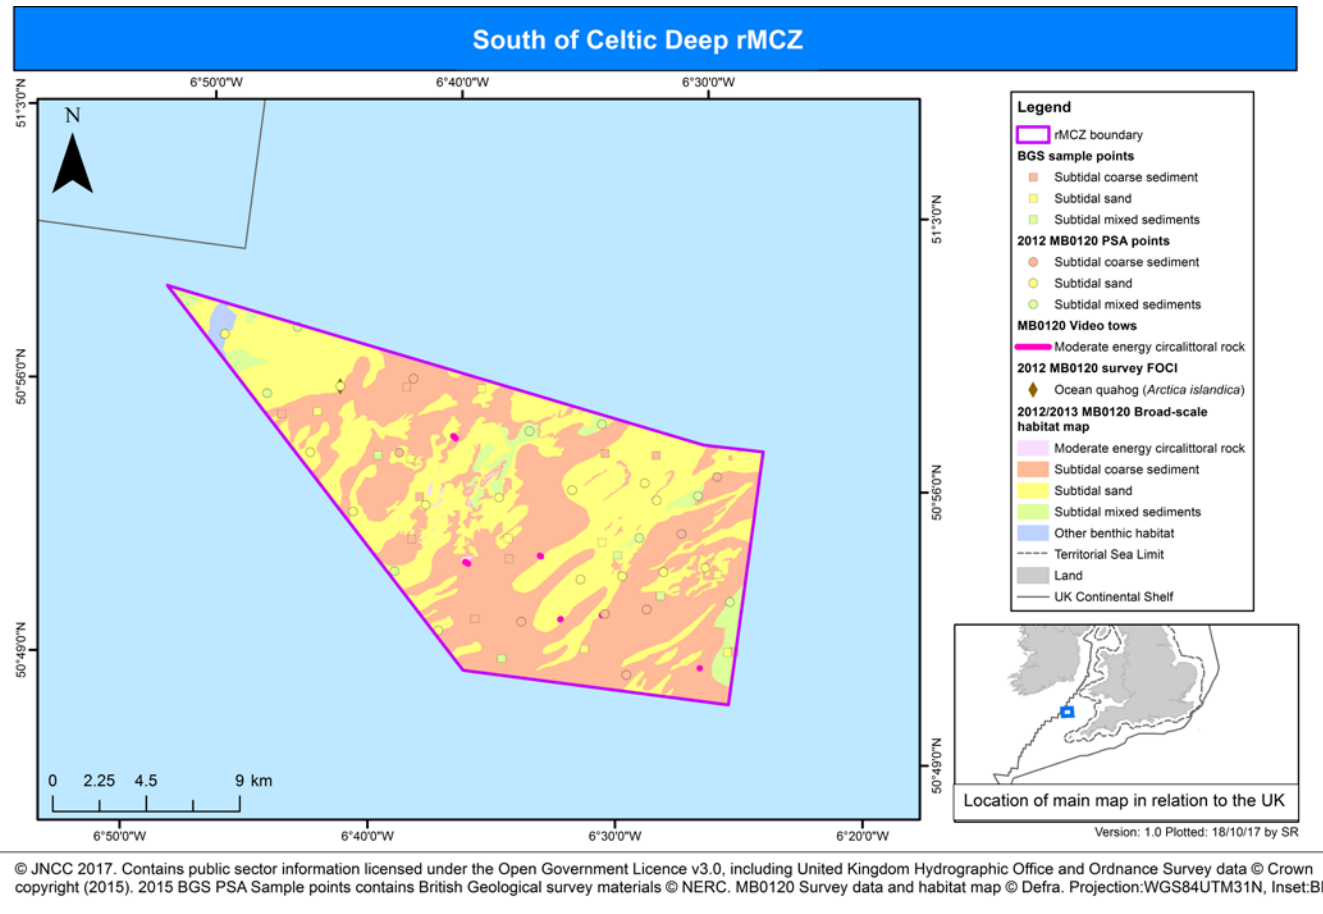 South of Celtic Deep rMCZ
6°50'0"W 6°40'0"W 6°30'0"W
51°3'0"N
N
51°3'0"N
50°56'0"N
50°56'0"N
50°49'0"N
50°49'0"N
0 2.25 4.5 9 km
6°50'0"W 6°40'0"W 6°30'0"W 6°20'0"W
Legend
rMCZ boundary
BGS sample points
Subtidal coarse sediment
Subtidal sand
Subtidal mixed sediments
2012 MB0120 PSA points
Subtidal coarse sediment
Subtidal sand
Subtidal mixed sediments
MB0120 Video tows
Moderate energy circalittoral rock
2012 MB0120 survey FOCI
Ocean quahog (Arctica islandica)
2012/2013 MB0120 Broad-scale
habitat map
Moderate energy circalittoral rock
Subtidal coarse sediment
Subtidal sand
Subtidal mixed sediments
Other benthic habitat
Territorial Sea Limit
Land
UK Continental Shelf
Location of main map in relation to the UK
Version: 1.0 Plotted: 18/10/17 by SR
© JNCC 2017. Contains public sector information licensed under the Open Government Licence v3.0, including United Kingdom Hydrographic Office and Ordnance Survey data © Crown
copyright (2015). 2015 BGS PSA Sample points contains British Geological survey materials © NERC. MB0120 Survey data and habitat map © Defra. Projection:WGS84UTM31N, Inset: